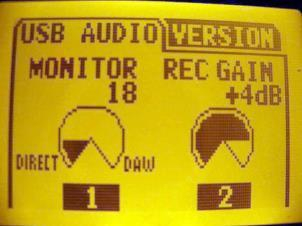 USB AUDIO VERSION
MONITOR REC GAIN
18 +4dB
DIRECT DAW
1 2